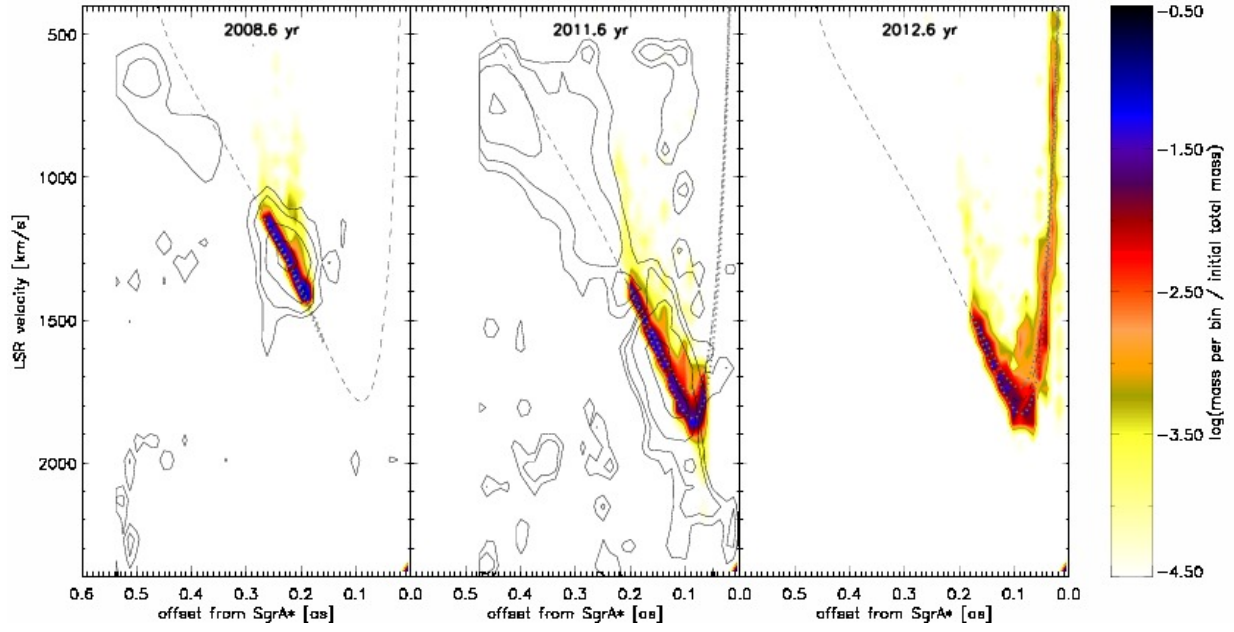 2008.6 yr
2011.6 yr
2012.6 yr
500
1000
1500
2000
LSR velocity [km/s]
0.6 0.5 0.4 0.3 0.2 0.1 0.0
0.5 0.4 0.3 0.2 0.1 0.0
0.5 0.4 0.3 0.2 0.1 0.0
offset from SgrA* [as]
offset from SgrA* [as]
offset from SgrA* [as]
-0.50
-1.50
-2.50
-3.50
-4.50
log(mass per bin / initial total mass)